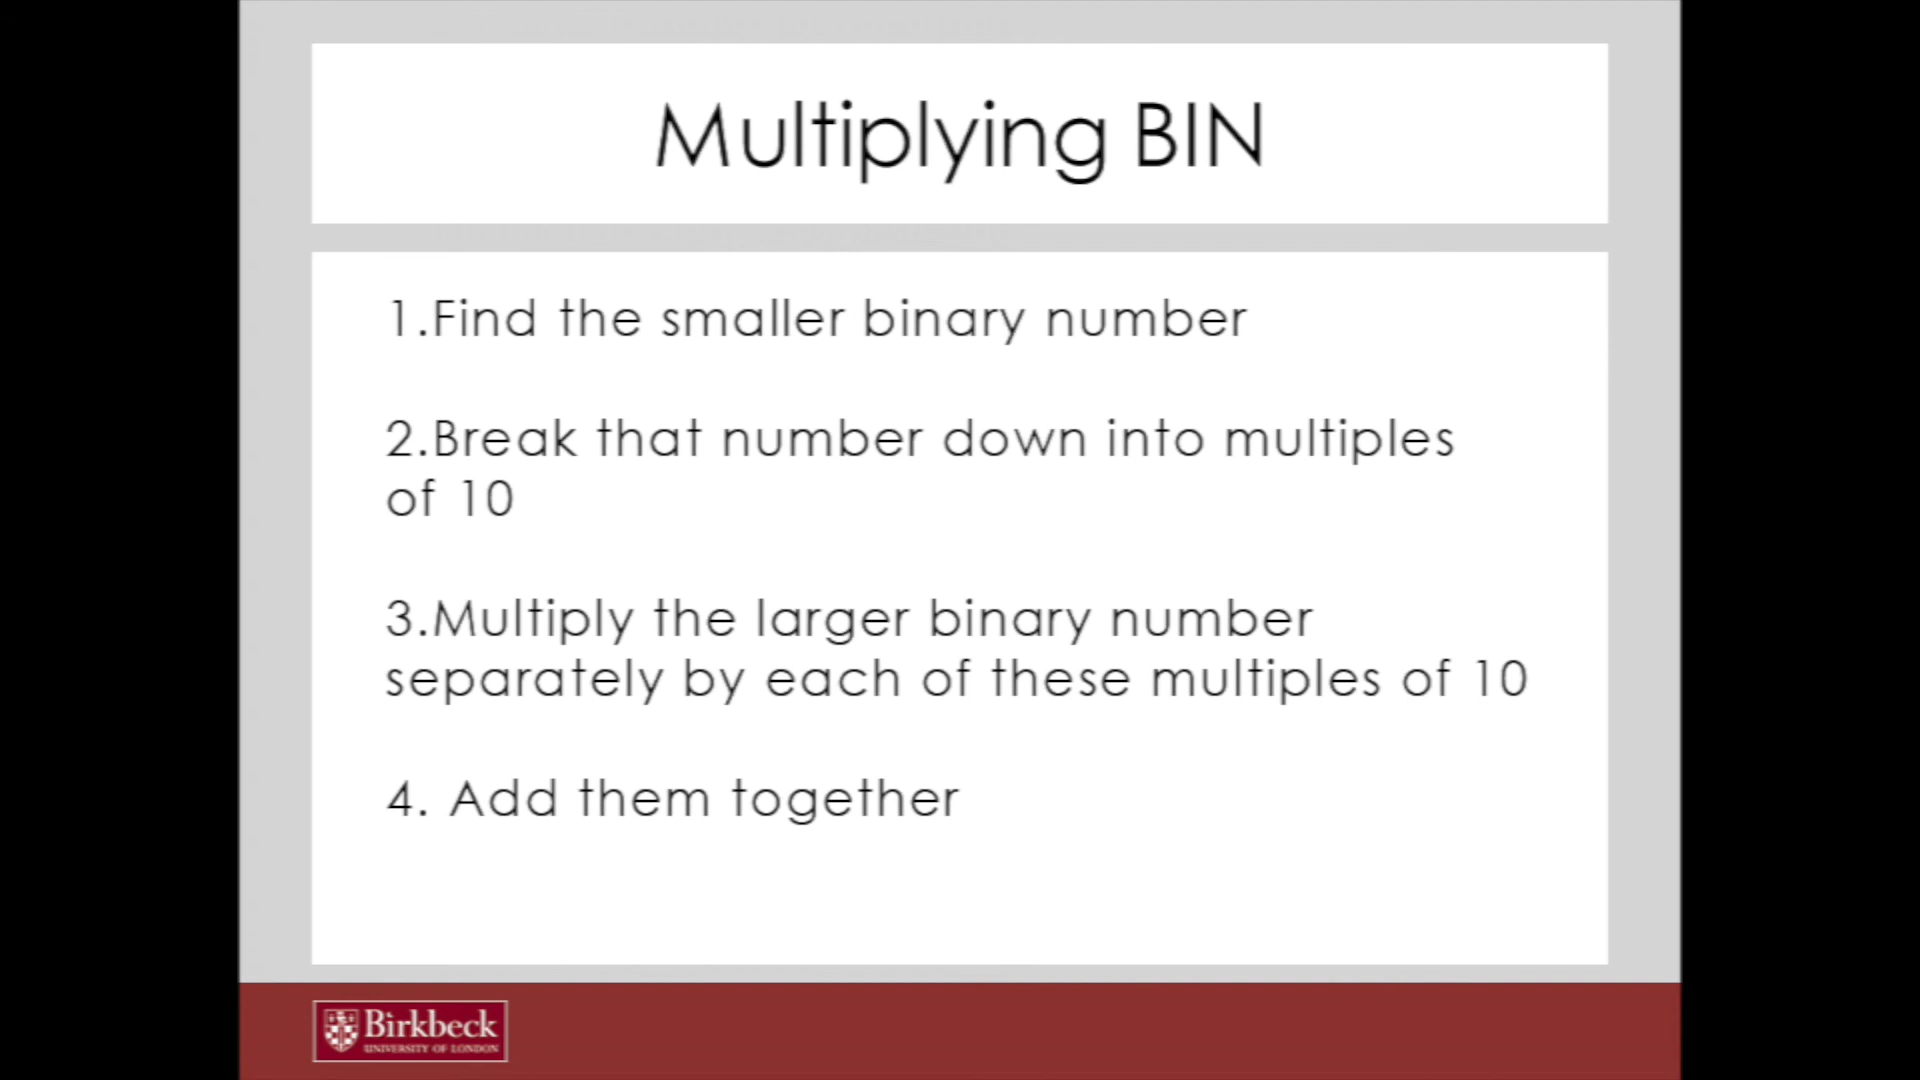 Multiplying BIN
1.Find the smaller binary number
2.Break that number down into multiples
of 10
3.Multiply the larger binary number
separately by each of these multiples of 10
4. Add them together
Birkbeck
UNIVERSITY OF LONDON